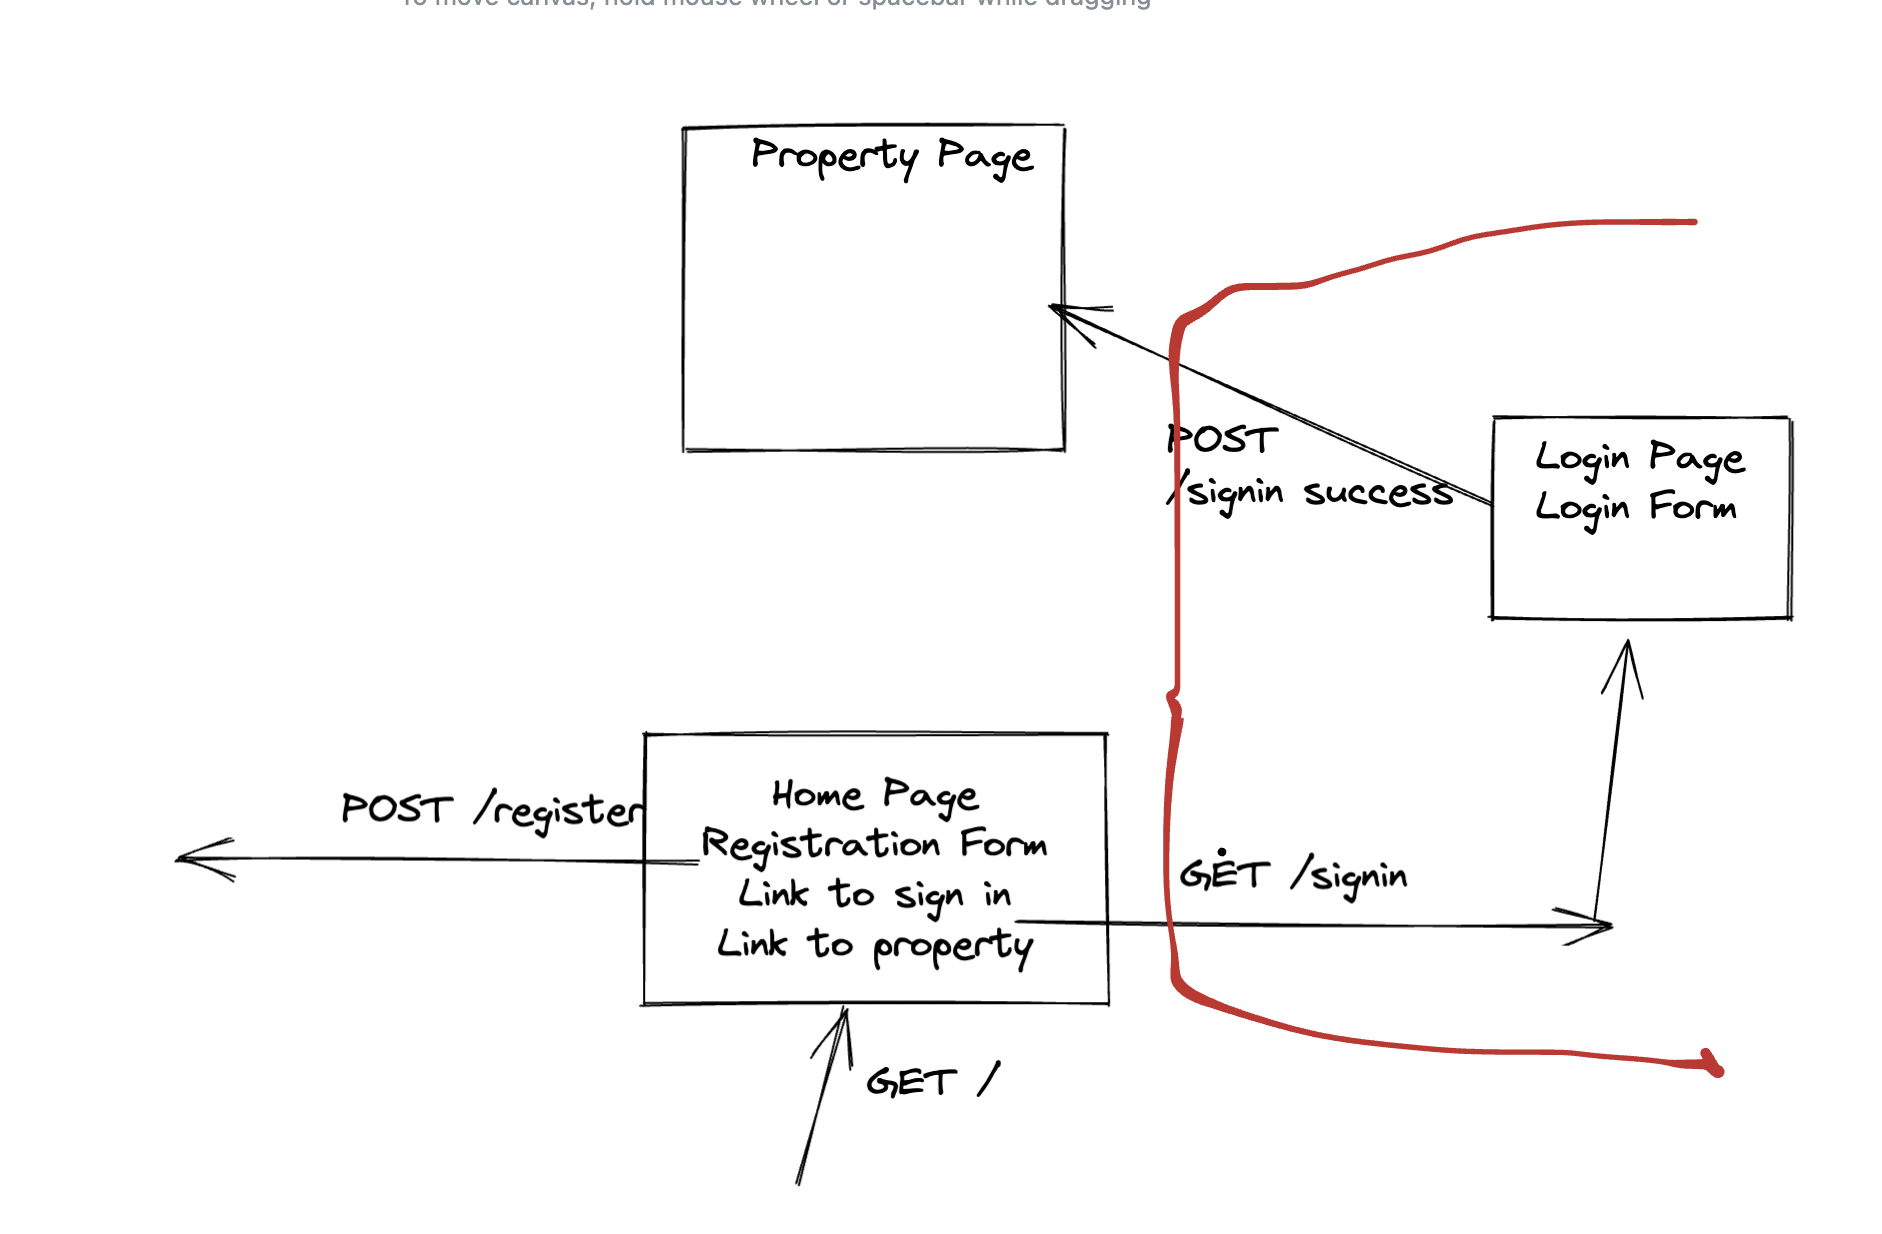 To move canvas, hold mouse wheel or spacebar while dragging
Property Page
POST
/signin success
Login Page
Login Form
POST /register
Home Page
Registration Form
Link to sign in
Link to property
GET /signin
GET /